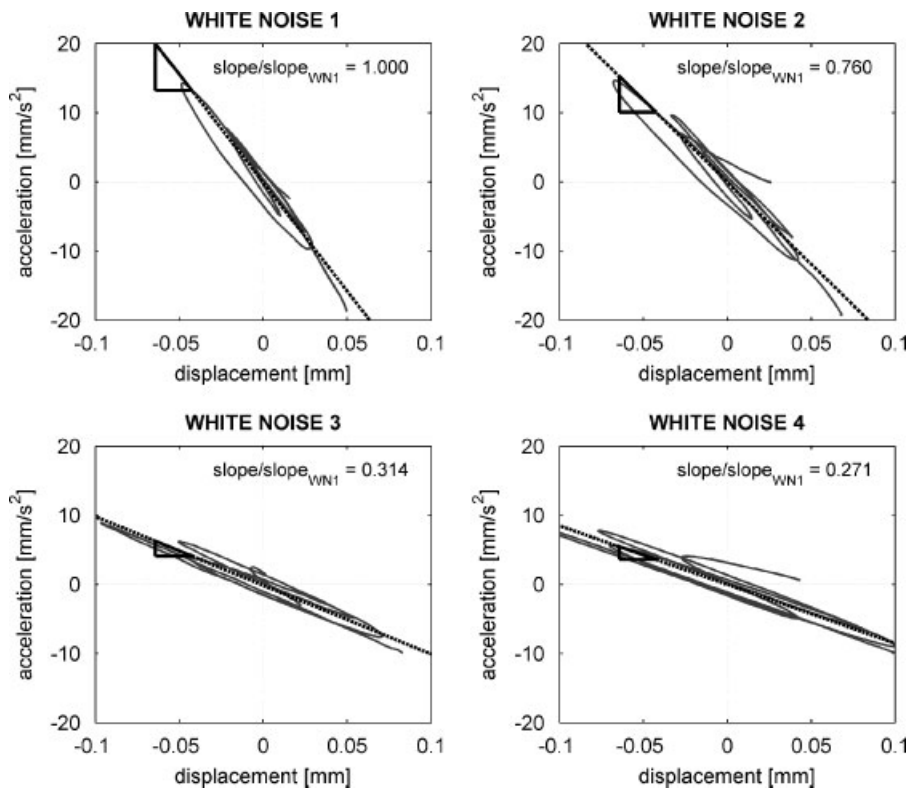 WHITE NOISE 1
slope/slope_WN1 = 1.000
acceleration [mm/s²]
20
10
0
-10
-20
-0.1 -0.05 0 0.05 0.1
displacement [mm]
WHITE NOISE 2
slope/slope_WN1 = 0.760
acceleration [mm/s²]
20
10
0
-10
-20
-0.1 -0.05 0 0.05 0.1
displacement [mm]
WHITE NOISE 3
slope/slope_WN1 = 0.314
acceleration [mm/s²]
20
10
0
-10
-20
-0.1 -0.05 0 0.05 0.1
displacement [mm]
WHITE NOISE 4
slope/slope_WN1 = 0.271
acceleration [mm/s²]
20
10
0
-10
-20
-0.1 -0.05 0 0.05 0.1
displacement [mm]